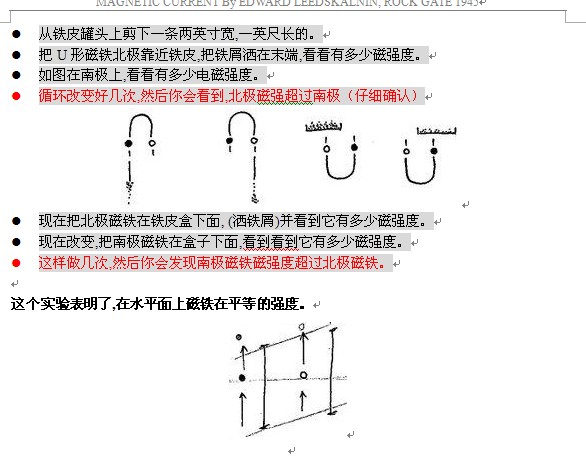 MAGNETIC CURRENT By EDWARD LEEDSKALNIN, ROCK GATE 1945
从铁皮罐头上剪下一条两英寸宽,一英尺长的。
把 U 形磁铁北极靠近铁皮,把铁屑洒在末端,看看有多少磁强度。
如图在南极上,看看有多少电磁强度。
循环改变好几次,然后你会看到,北极磁强超过南极（仔细确认）
现在把北极磁铁在铁皮盒下面, (洒铁屑)并看到它有多少磁强度。
现在改变,把南极磁铁在盒子下面,看到看到它有多少磁强度。
这样做几次,然后你会发现南极磁铁磁强度超过北极磁铁。
这个实验表明了,在水平面上磁铁在平等的强度。